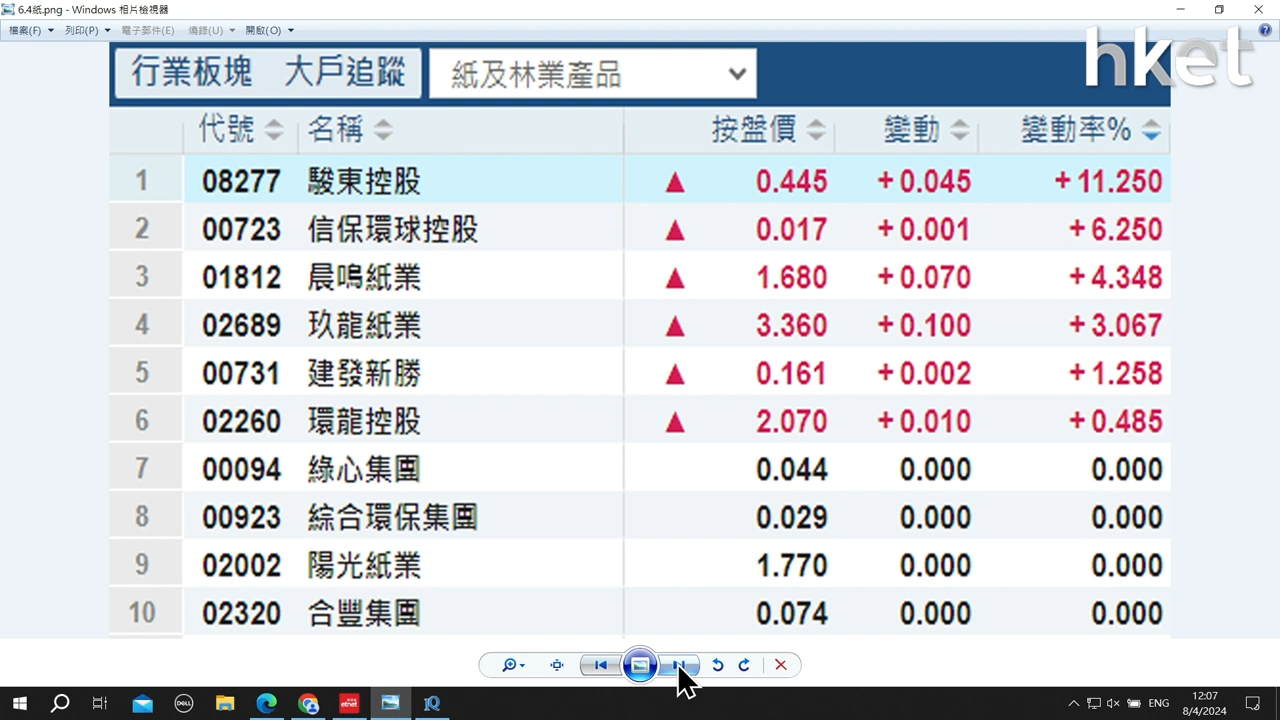 6.4紙.png - Windows 相片檢視器
檔案(F) 列印(P) 電子郵件(E) 燒錄(U) 開啟(O)
hket
行業板塊 大戶追蹤 紙及林業產品
代號 名稱 按盤價 變動 變動率%
1 08277 駿東控股 ▲ 0.445 +0.045 +11.250
2 00723 信保環球控股 ▲ 0.017 +0.001 +6.250
3 01812 晨鳴紙業 ▲ 1.680 +0.070 +4.348
4 02689 玖龍紙業 ▲ 3.360 +0.100 +3.067
5 00731 建發新勝 ▲ 0.161 +0.002 +1.258
6 02260 環龍控股 ▲ 2.070 +0.010 +0.485
7 00094 綠心集團 0.044 0.000 0.000
8 00923 綜合環保集團 0.029 0.000 0.000
9 02002 陽光紙業 1.770 0.000 0.000
10 02320 合豐集團 0.074 0.000 0.000
DELL etnet IQ ENG 12:07
8/4/2024